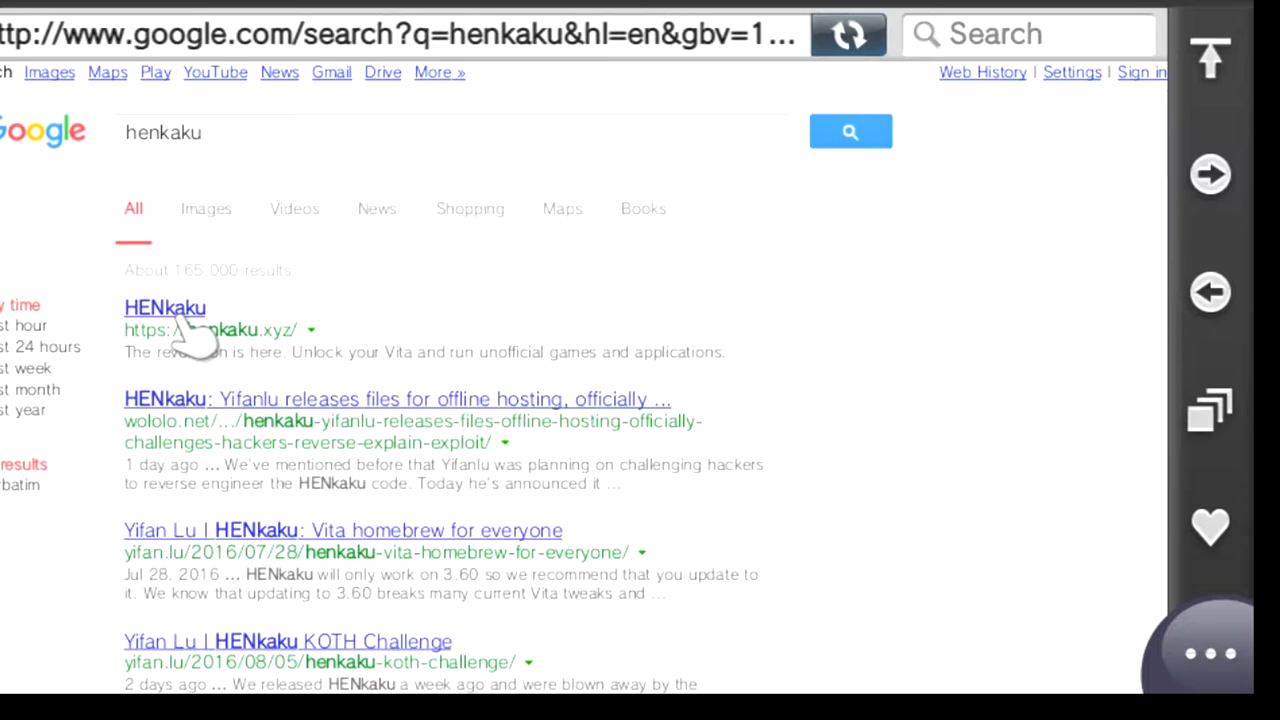 ttp://www.google.com/search?q=henkaku&hl=en&gbv=1... Search
ch Images Maps Play YouTube News Gmail Drive More » Web History | Settings | Sign in
Google henkaku
All Images Videos News Shopping Maps Books
About 165,000 results
y time
st hour
st 24 hours
st week
st month
st year
results
rbatim
HENkaku
https:/ nkaku.xyz/
The rev n is here. Unlock your Vita and run unofficial games and applications.
HENkaku: Yifanlu releases files for offline hosting, officially ...
wololo.net/.../henkaku-yifanlu-releases-files-offline-hosting-officially-
challenges-hackers-reverse-explain-exploit/
1 day ago ... We've mentioned before that Yifanlu was planning on challenging hackers
to reverse engineer the HENkaku code. Today he's announced it ...
Yifan Lu | HENkaku: Vita homebrew for everyone
yifan.lu/2016/07/28/henkaku-vita-homebrew-for-everyone/
Jul 28, 2016 ... HENkaku will only work on 3.60 so we recommend that you update to
it. We know that updating to 3.60 breaks many current Vita tweaks and ...
Yifan Lu | HENkaku KOTH Challenge
yifan.lu/2016/08/05/henkaku-koth-challenge/
2 days ago ... We released HENkaku a week ago and were blown away by the